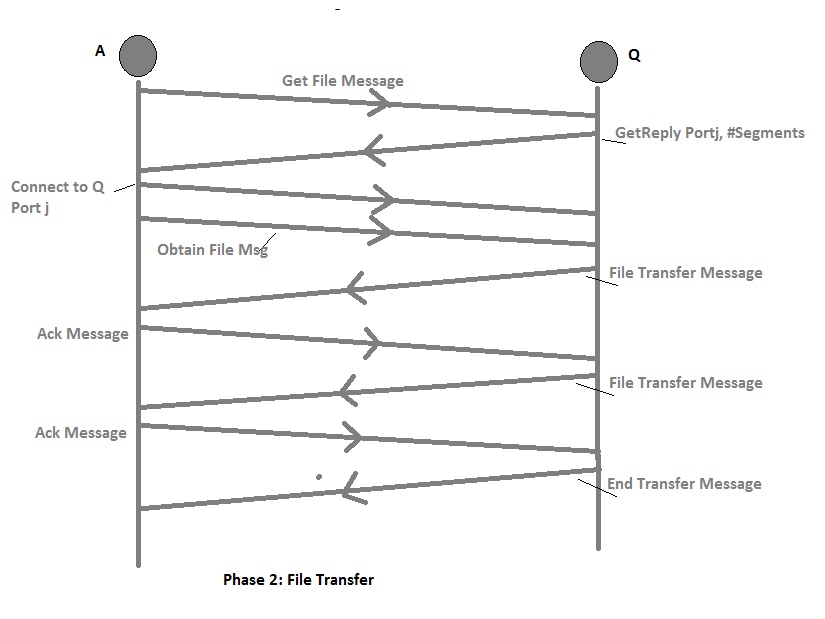 A
Q
Get File Message
GetReply Portj, #Segments
Connect to Q
Port j
Obtain File Msg
File Transfer Message
Ack Message
File Transfer Message
Ack Message
End Transfer Message
Phase 2: File Transfer